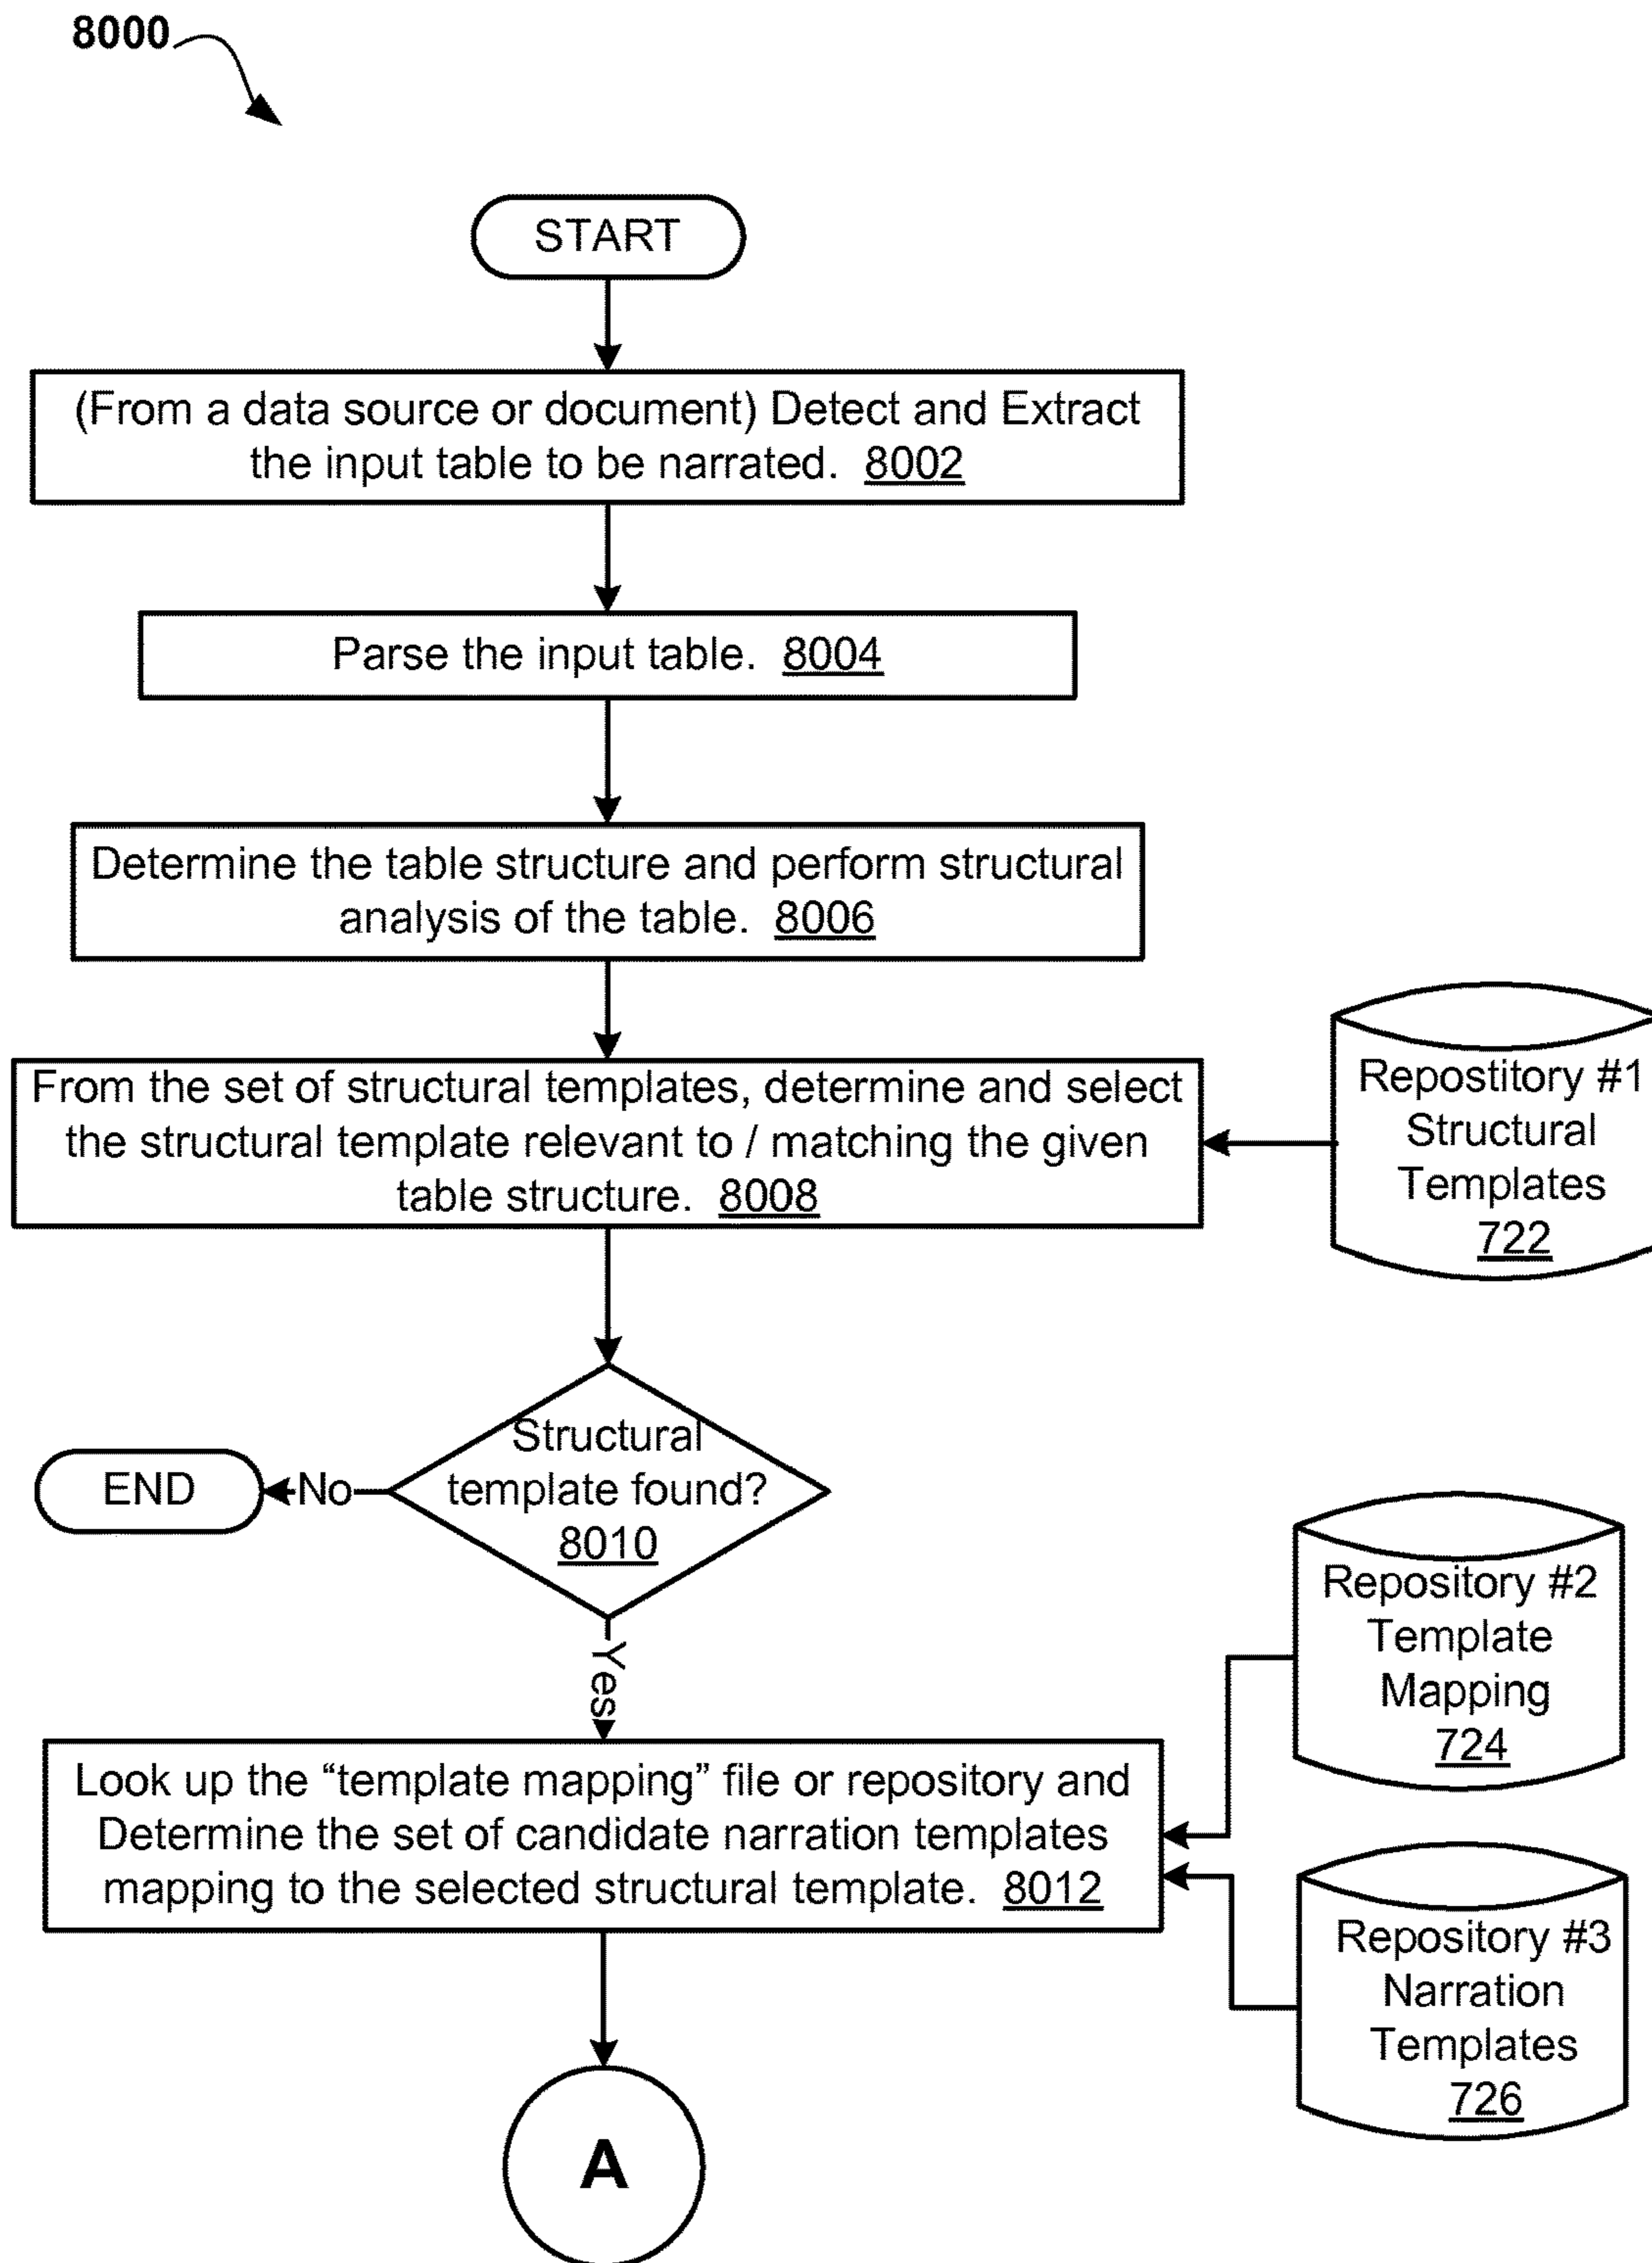 8000
START
(From a data source or document) Detect and Extract
the input table to be narrated. 8002
Parse the input table. 8004
Determine the table structure and perform structural
analysis of the table. 8006
From the set of structural templates, determine and select
the structural template relevant to / matching the given
table structure. 8008
Repostitory #1
Structural
Templates
722
Structural
template found?
8010
No
END
Yes
Repository #2
Template
Mapping
724
Look up the “template mapping” file or repository and
Determine the set of candidate narration templates
mapping to the selected structural template. 8012
Repository #3
Narration
Templates
726
A